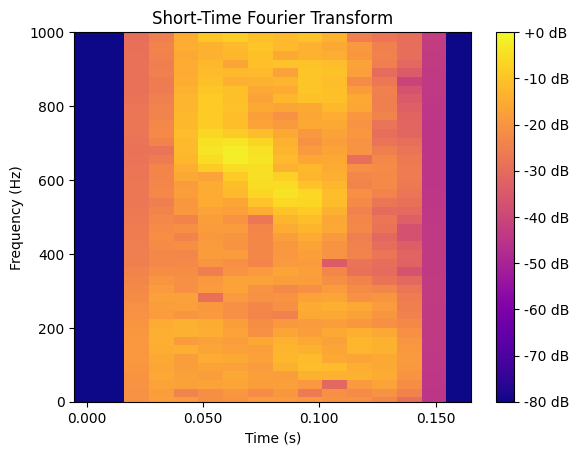 Short-Time Fourier Transform
1000
800
600
400
200
0
Frequency (Hz)
0.000
0.050
0.100
0.150
Time (s)
+0 dB
-10 dB
-20 dB
-30 dB
-40 dB
-50 dB
-60 dB
-70 dB
-80 dB